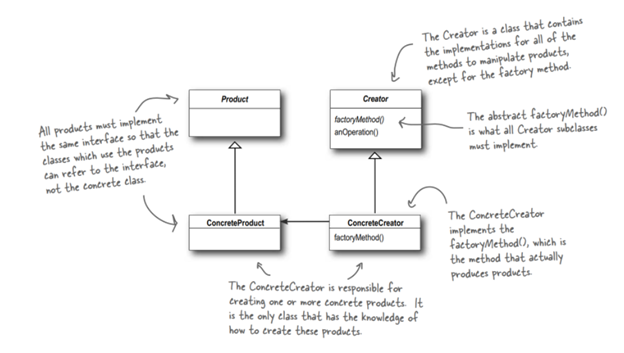 The Creator is a class that contains
the implementations for all of the
methods to manipulate products,
except for the factory method.
Product
Creator
factoryMethod()
anOperation()
All products must implement
the same interface so that the
classes which use the products
can refer to the interface,
not the concrete class.
The abstract factoryMethod()
is what all Creator subclasses
must implement.
ConcreteProduct
ConcreteCreator
factoryMethod()
The ConcreteCreator
implements the
factoryMethod(), which is
the method that actually
produces products.
The ConcreteCreator is responsible for
creating one or more concrete products. It
is the only class that has the knowledge of
how to create these products.